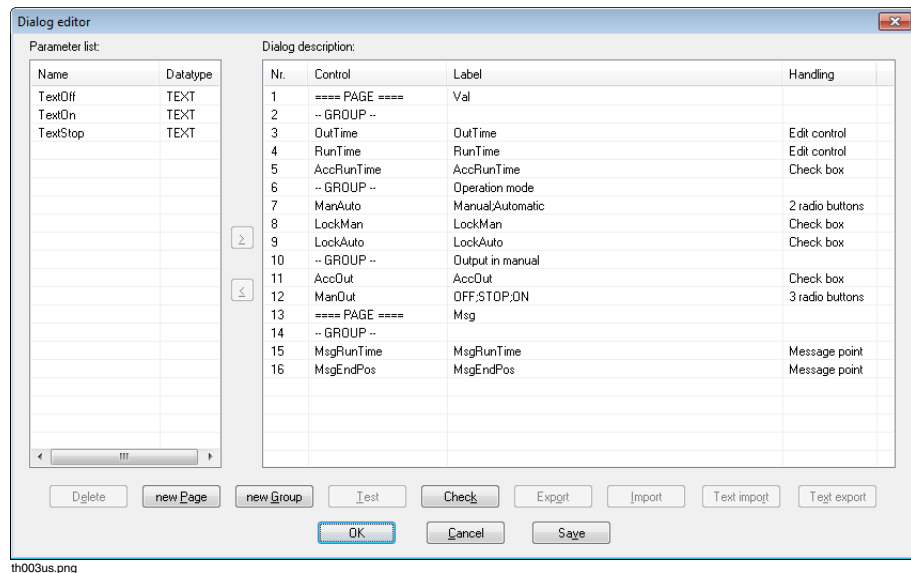 Dialog editor
Parameter list: Dialog description:
Name Datatype Nr. Control Label Handling
TextOff TEXT 1 ==== PAGE ==== Val
TextOn TEXT 2 -- GROUP --
TextStop TEXT 3 OutTime OutTime Edit control
4 RunTime RunTime Edit control
5 AccRunTime AccRunTime Check box
6 -- GROUP -- Operation mode
7 ManAuto Manual;Automatic 2 radio buttons
8 LockMan LockMan Check box
9 LockAuto LockAuto Check box
10 -- GROUP -- Output in manual
11 AccOut AccOut Check box
12 ManOut OFF;STOP;ON 3 radio buttons
13 ==== PAGE ==== Msg
14 -- GROUP --
15 MsgRunTime MsgRunTime Message point
16 MsgEndPos MsgEndPos Message point
≥
≤
Delete new Page new Group Test Check Export Import Text import Text export
OK Cancel Save
th003us.png